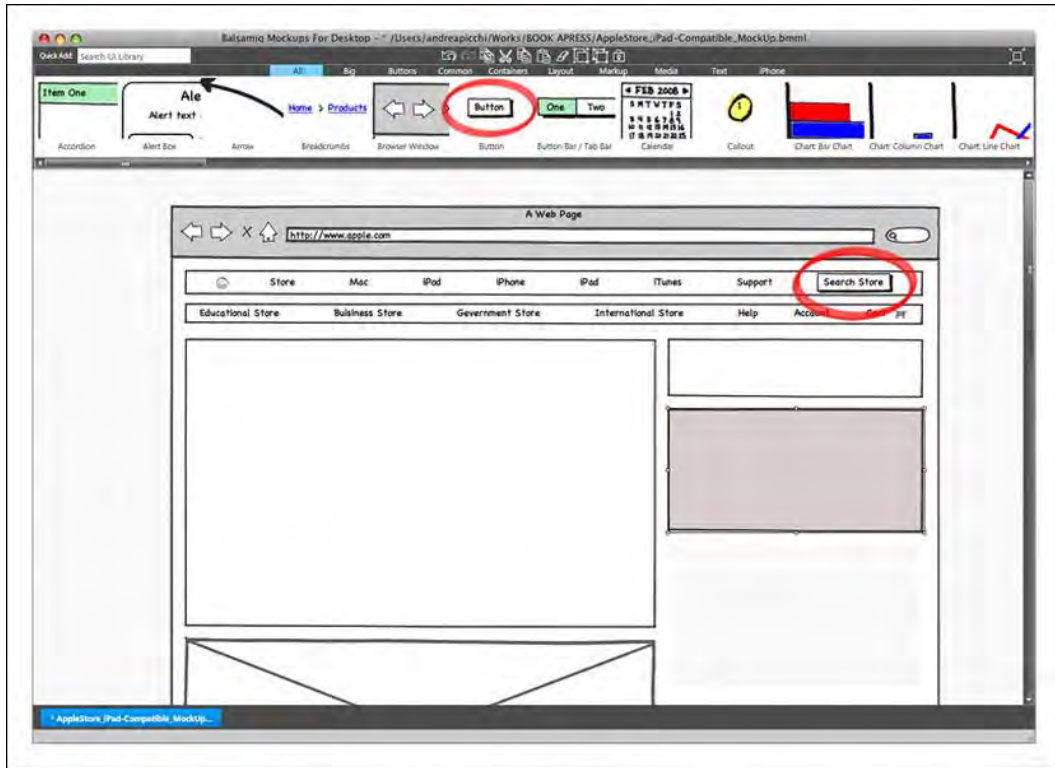 Balsamiq Mockups For Desktop - * /Users/andreapicchi/Works/BOOK APRESS/AppleStore_iPad-Compatible_MockUp.bmml
Quick Add: Search UI Library
All Big Buttons Common Containers Layout Markup Media Text iPhone
Item One
Ale
Alert text
Home > Products
Button
One Two
FEB 2008
S M T W T F S
1
Accordion Alert Box Arrow Breadcrumbs Browser Window Button Button Bar / Tab Bar Calendar Callout Chart: Bar Chart Chart: Column Chart Chart: Line Chart
A Web Page
http://www.apple.com
Store Mac iPod iPhone iPad iTunes Support Search Store
Educational Store Buisiness Store Government Store International Store Help Account Cart
* AppleStore_iPad-Compatible_MockUp...